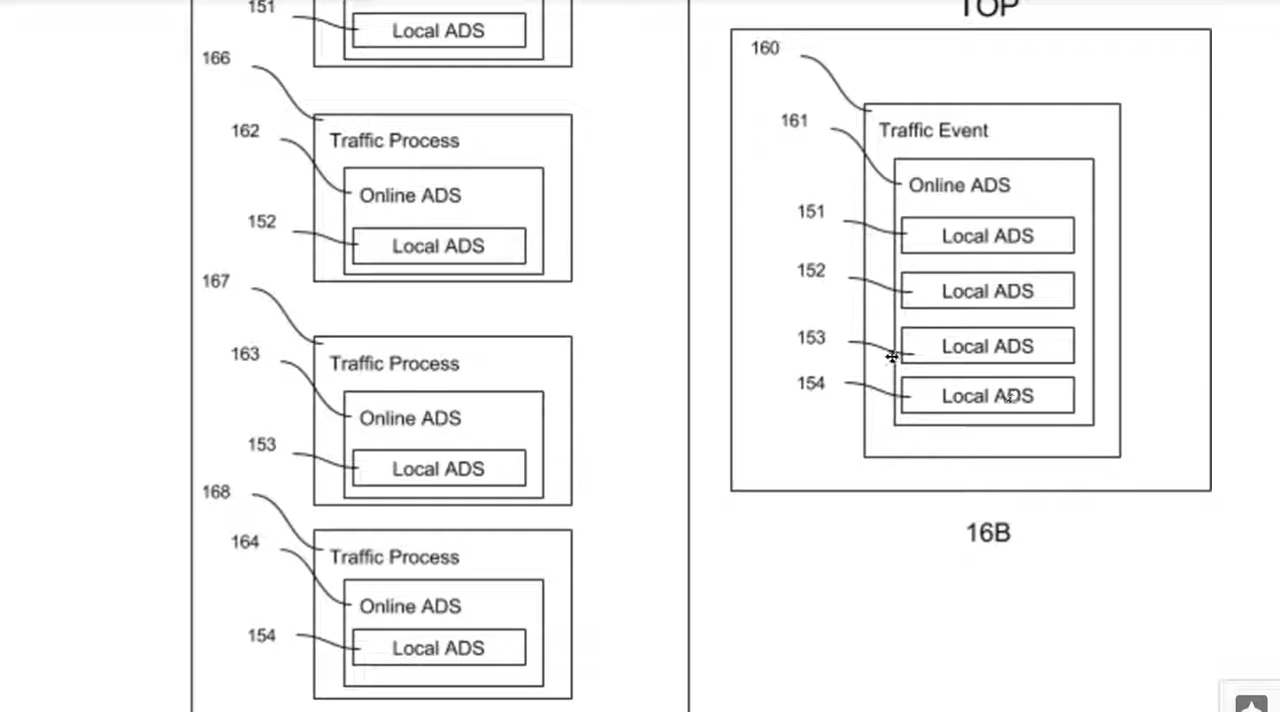 151
Local ADS
166
Traffic Process
162
Online ADS
152
Local ADS
167
Traffic Process
163
Online ADS
153
Local ADS
168
Traffic Process
164
Online ADS
154
Local ADS
TOP
160
Traffic Event
161
Online ADS
151
Local ADS
152
Local ADS
153
Local ADS
154
Local ADS
16B